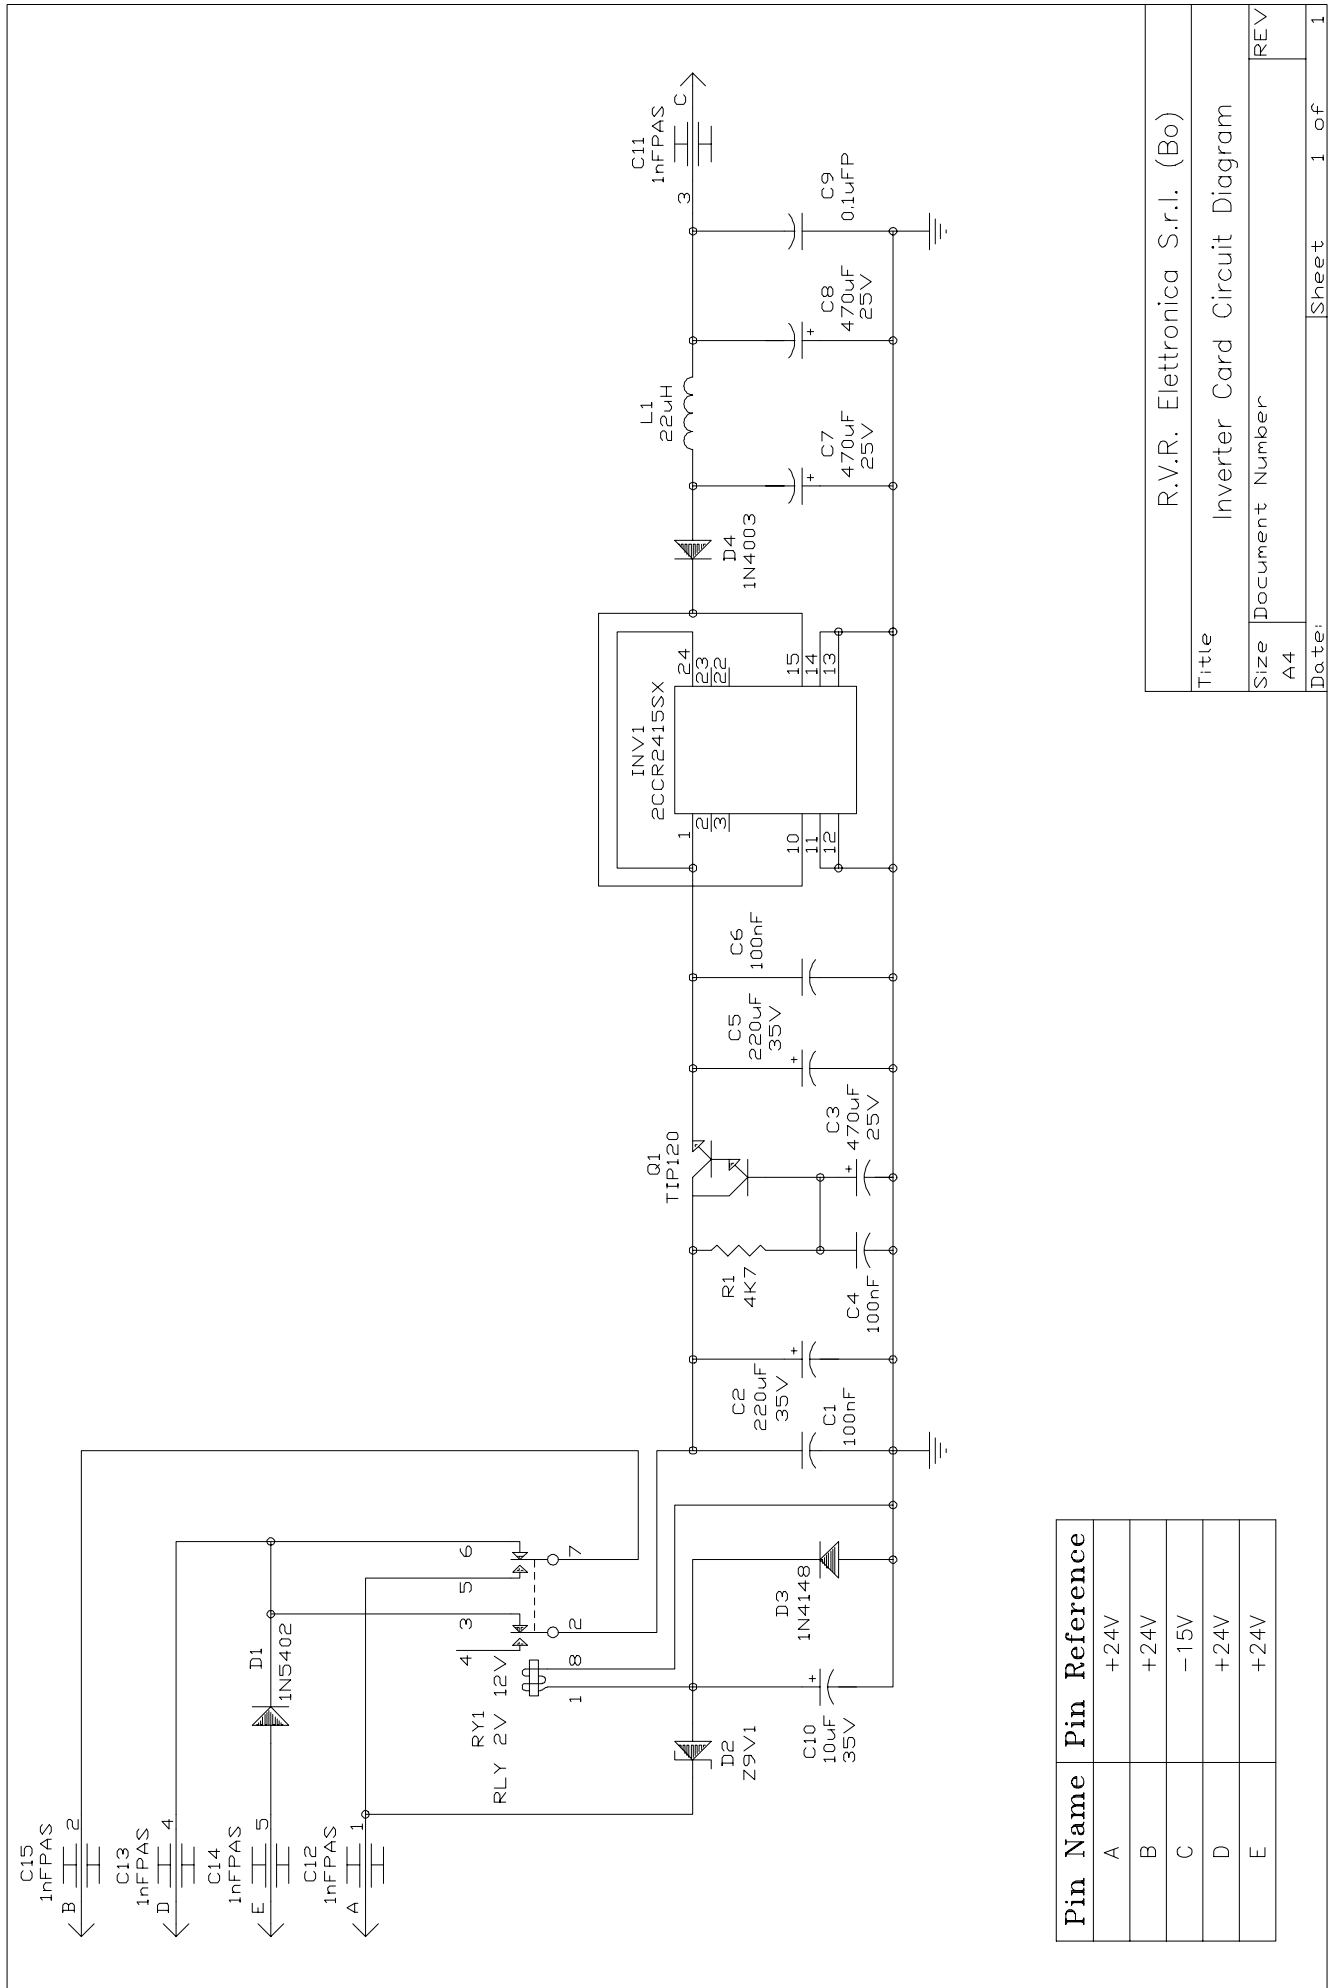 C15
1nFPAS
B
2
C13
1nFPAS
D
4
C14
1nFPAS
E
5
C12
1nFPAS
A
1
D1
1N5402
RY1
RLY 2V 12V
4
3
5
6
1
8
2
7
D2
Z9V1
C10
10uF
35V
+
D3
1N4148
C2
220uF
35V
+
C1
100nF
R1
4K7
C4
100nF
Q1
TIP120
C3
470uF
25V
+
C5
220uF
35V
+
C6
100nF
INV1
2CCR2415SX
1
2
3
10
11
12
24
23
22
15
14
13
D4
1N4003
L1
22uH
C7
470uF
25V
+
C8
470uF
25V
+
C9
0.1uFP
C11
1nFPAS
3
C
Pin Name Pin Reference
A +24V
B +24V
C -15V
D +24V
E +24V
R.V.R. Elettronica S.r.l. (Bo)
Title
Inverter Card Circuit Diagram
Size Document Number REV
A4
Date: Sheet 1 of 1